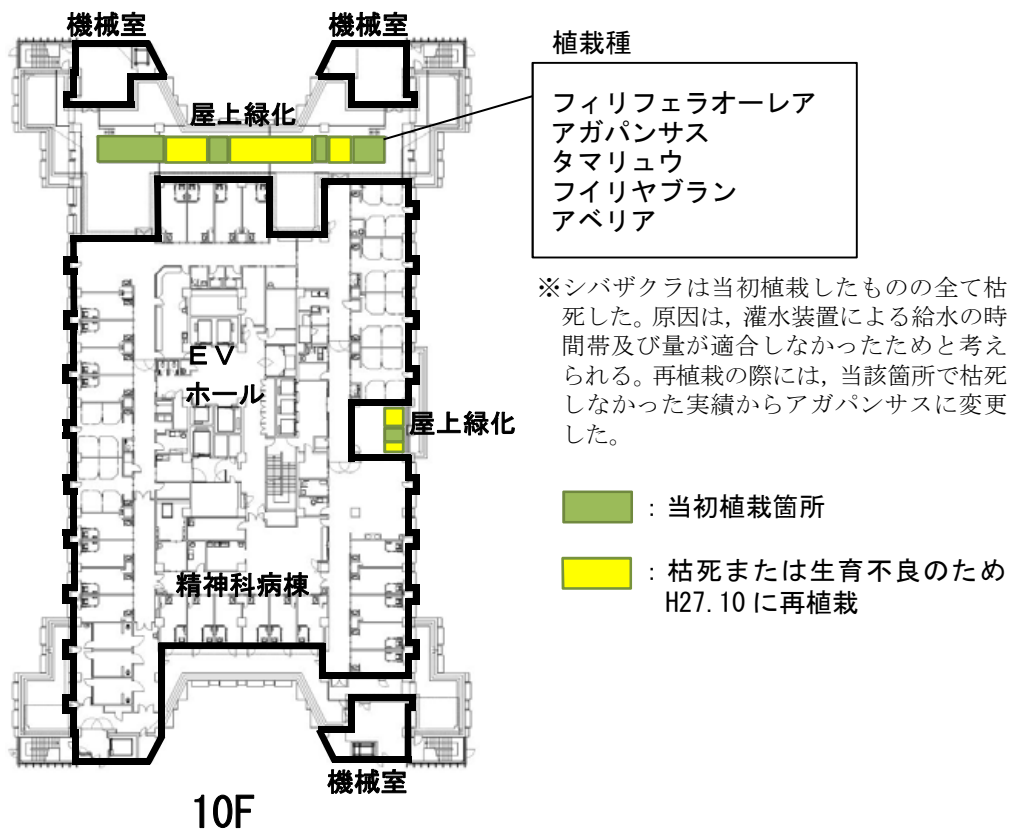 機械室
機械室
植栽種
屋上緑化
フィリフェラオーレア
アガパンサス
タマリュウ
フイリヤブラン
アベリア
※シバザクラは当初植栽したものの全て枯
死した。原因は，灌水装置による給水の時
間帯及び量が適合しなかったためと考え
られる。再植栽の際には，当該箇所で枯死
しなかった実績からアガパンサスに変更
した。
ＥＶ
ホール
屋上緑化
：当初植栽箇所
：枯死または生育不良のため
H27.10 に再植栽
精神科病棟
機械室
10F